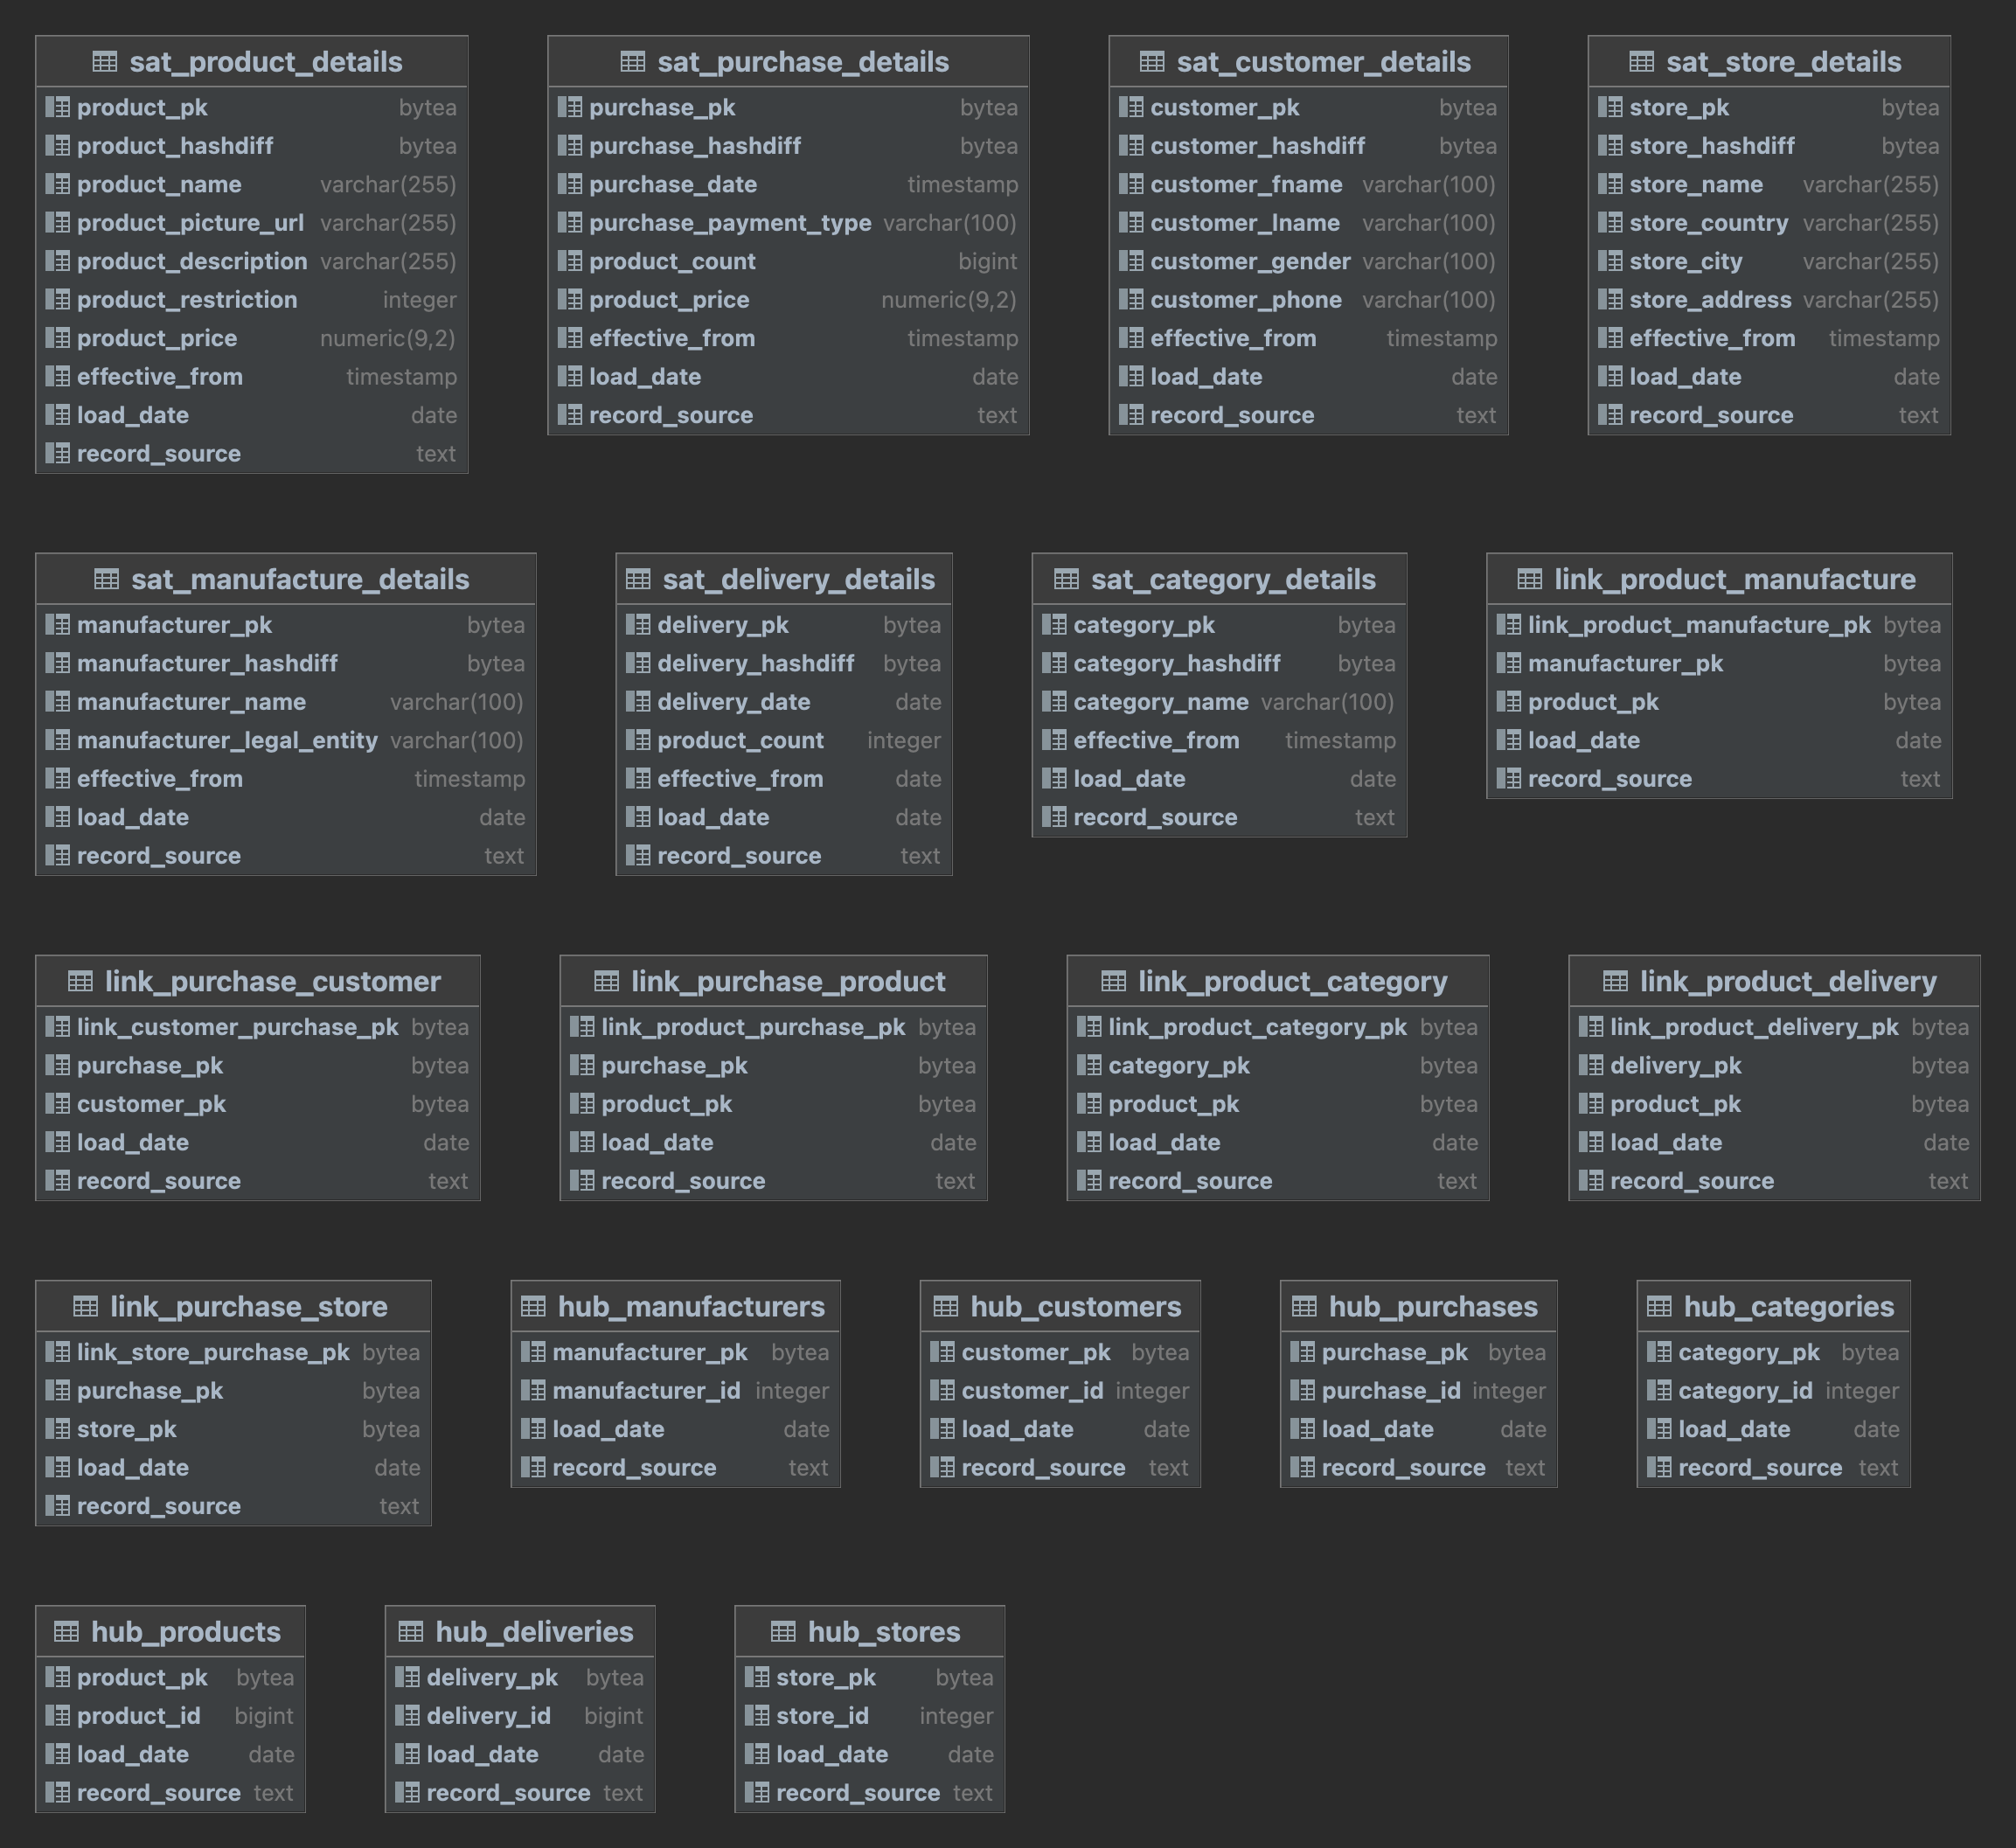 sat_product_details
product_pk bytea
product_hashdiff bytea
product_name varchar(255)
product_picture_url varchar(255)
product_description varchar(255)
product_restriction integer
product_price numeric(9,2)
effective_from timestamp
load_date date
record_source text
sat_purchase_details
purchase_pk bytea
purchase_hashdiff bytea
purchase_date timestamp
purchase_payment_type varchar(100)
product_count bigint
product_price numeric(9,2)
effective_from timestamp
load_date date
record_source text
sat_customer_details
customer_pk bytea
customer_hashdiff bytea
customer_fname varchar(100)
customer_lname varchar(100)
customer_gender varchar(100)
customer_phone varchar(100)
effective_from timestamp
load_date date
record_source text
sat_store_details
store_pk bytea
store_hashdiff bytea
store_name varchar(255)
store_country varchar(255)
store_city varchar(255)
store_address varchar(255)
effective_from timestamp
load_date date
record_source text
sat_manufacture_details
manufacturer_pk bytea
manufacturer_hashdiff bytea
manufacturer_name varchar(100)
manufacturer_legal_entity varchar(100)
effective_from timestamp
load_date date
record_source text
sat_delivery_details
delivery_pk bytea
delivery_hashdiff bytea
delivery_date date
product_count integer
effective_from date
load_date date
record_source text
sat_category_details
category_pk bytea
category_hashdiff bytea
category_name varchar(100)
effective_from timestamp
load_date date
record_source text
link_product_manufacture
link_product_manufacture_pk bytea
manufacturer_pk bytea
product_pk bytea
load_date date
record_source text
link_purchase_customer
link_customer_purchase_pk bytea
purchase_pk bytea
customer_pk bytea
load_date date
record_source text
link_purchase_product
link_product_purchase_pk bytea
purchase_pk bytea
product_pk bytea
load_date date
record_source text
link_product_category
link_product_category_pk bytea
category_pk bytea
product_pk bytea
load_date date
record_source text
link_product_delivery
link_product_delivery_pk bytea
delivery_pk bytea
product_pk bytea
load_date date
record_source text
link_purchase_store
link_store_purchase_pk bytea
purchase_pk bytea
store_pk bytea
load_date date
record_source text
hub_manufacturers
manufacturer_pk bytea
manufacturer_id integer
load_date date
record_source text
hub_customers
customer_pk bytea
customer_id integer
load_date date
record_source text
hub_purchases
purchase_pk bytea
purchase_id integer
load_date date
record_source text
hub_categories
category_pk bytea
category_id integer
load_date date
record_source text
hub_products
product_pk bytea
product_id bigint
load_date date
record_source text
hub_deliveries
delivery_pk bytea
delivery_id bigint
load_date date
record_source text
hub_stores
store_pk bytea
store_id integer
load_date date
record_source text